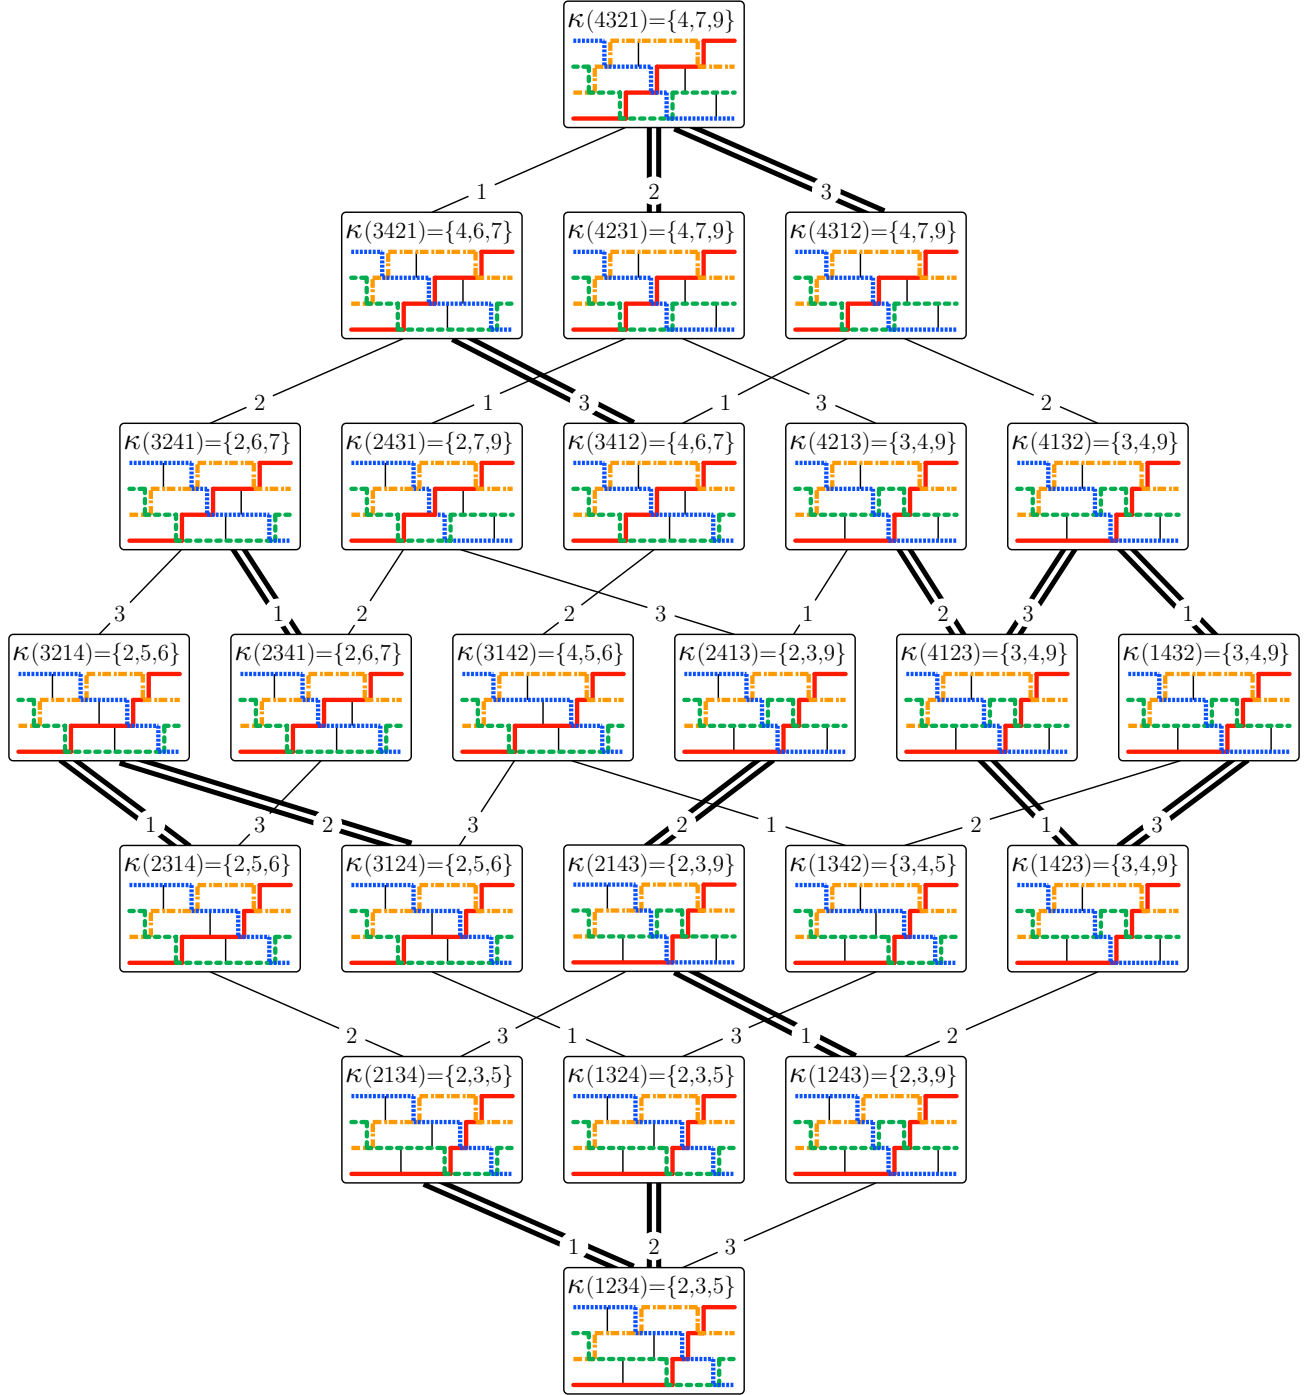 κ(4321)={4,7,9}
1 2 3
κ(3421)={4,6,7} κ(4231)={4,7,9} κ(4312)={4,7,9}
2 1 3 1 3 2
κ(3241)={2,6,7} κ(2431)={2,7,9} κ(3412)={4,6,7} κ(4213)={3,4,9} κ(4132)={3,4,9}
3 1 2 2 3 1 2 3 1
κ(3214)={2,5,6} κ(2341)={2,6,7} κ(3142)={4,5,6} κ(2413)={2,3,9} κ(4123)={3,4,9} κ(1432)={3,4,9}
1 3 2 3 2 1 2 1 3
κ(2314)={2,5,6} κ(3124)={2,5,6} κ(2143)={2,3,9} κ(1342)={3,4,5} κ(1423)={3,4,9}
2 3 1 3 1 2
κ(2134)={2,3,5} κ(1324)={2,3,5} κ(1243)={2,3,9}
1 2 3
κ(1234)={2,3,5}